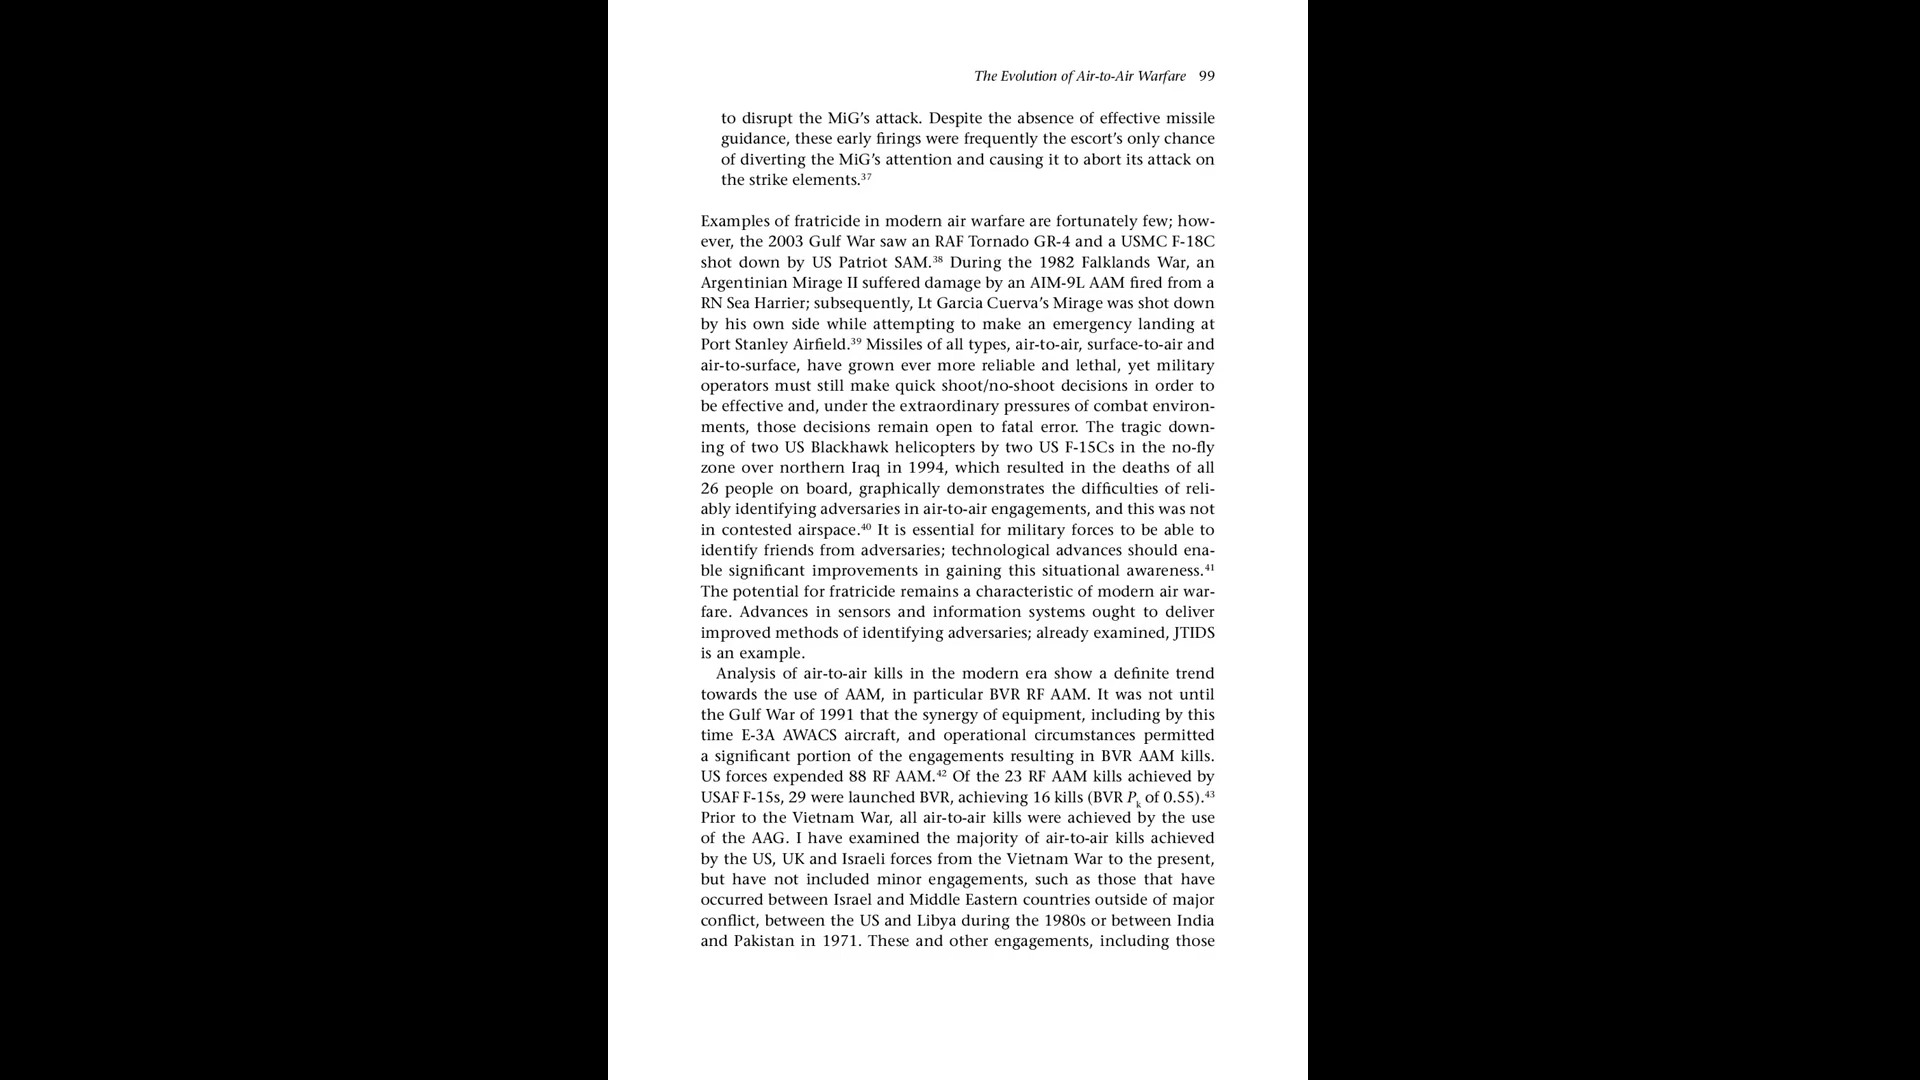 The Evolution of Air-to-Air Warfare 99
to disrupt the MiG's attack. Despite the absence of effective missile
guidance, these early firings were frequently the escort's only chance
of diverting the MiG's attention and causing it to abort its attack on
the strike elements.³⁷
Examples of fratricide in modern air warfare are fortunately few; how-
ever, the 2003 Gulf War saw an RAF Tornado GR-4 and a USMC F-18C
shot down by US Patriot SAM.³⁸ During the 1982 Falklands War, an
Argentinian Mirage II suffered damage by an AIM-9L AAM fired from a
RN Sea Harrier; subsequently, Lt Garcia Cuerva's Mirage was shot down
by his own side while attempting to make an emergency landing at
Port Stanley Airfield.³⁹ Missiles of all types, air-to-air, surface-to-air and
air-to-surface, have grown ever more reliable and lethal, yet military
operators must still make quick shoot/no-shoot decisions in order to
be effective and, under the extraordinary pressures of combat environ-
ments, those decisions remain open to fatal error. The tragic down-
ing of two US Blackhawk helicopters by two US F-15Cs in the no-fly
zone over northern Iraq in 1994, which resulted in the deaths of all
26 people on board, graphically demonstrates the difficulties of reli-
ably identifying adversaries in air-to-air engagements, and this was not
in contested airspace.⁴⁰ It is essential for military forces to be able to
identify friends from adversaries; technological advances should ena-
ble significant improvements in gaining this situational awareness.⁴¹
The potential for fratricide remains a characteristic of modern air war-
fare. Advances in sensors and information systems ought to deliver
improved methods of identifying adversaries; already examined, JTIDS
is an example.
Analysis of air-to-air kills in the modern era show a definite trend
towards the use of AAM, in particular BVR RF AAM. It was not until
the Gulf War of 1991 that the synergy of equipment, including by this
time E-3A AWACS aircraft, and operational circumstances permitted
a significant portion of the engagements resulting in BVR AAM kills.
US forces expended 88 RF AAM.⁴² Of the 23 RF AAM kills achieved by
USAF F-15s, 29 were launched BVR, achieving 16 kills (BVR Pₖ of 0.55).⁴³
Prior to the Vietnam War, all air-to-air kills were achieved by the use
of the AAG. I have examined the majority of air-to-air kills achieved
by the US, UK and Israeli forces from the Vietnam War to the present,
but have not included minor engagements, such as those that have
occurred between Israel and Middle Eastern countries outside of major
conflict, between the US and Libya during the 1980s or between India
and Pakistan in 1971. These and other engagements, including those